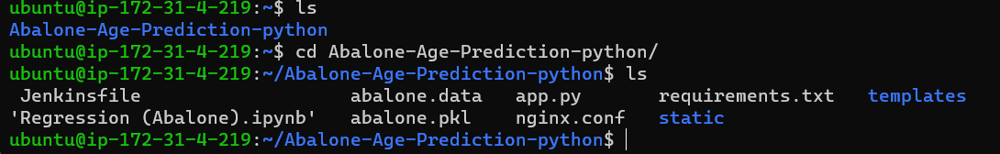 ubuntu@ip-172-31-4-219:~$ ls
Abalone-Age-Prediction-python
ubuntu@ip-172-31-4-219:~$ cd Abalone-Age-Prediction-python/
ubuntu@ip-172-31-4-219:~/Abalone-Age-Prediction-python$ ls
 Jenkinsfile                   abalone.data   app.py       requirements.txt   templates
'Regression (Abalone).ipynb'   abalone.pkl    nginx.conf   static
ubuntu@ip-172-31-4-219:~/Abalone-Age-Prediction-python$